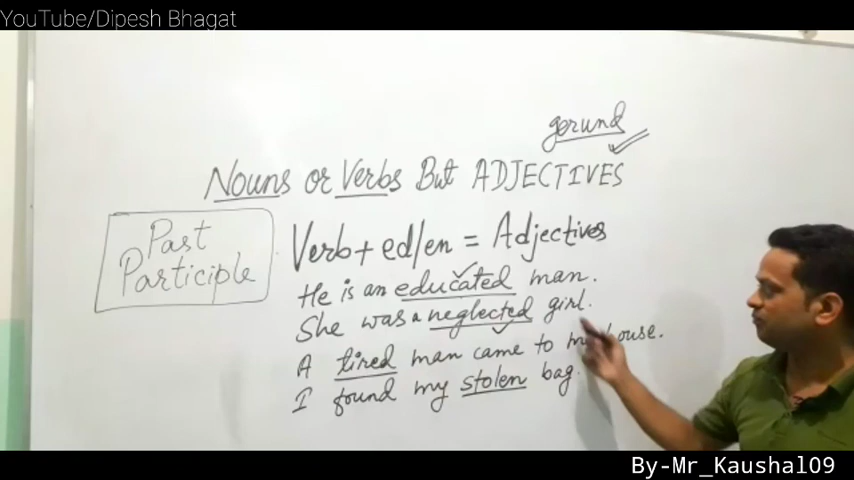 YouTube/Dipesh Bhagat
gerund
Nouns or Verbs But ADJECTIVES
Past
Participle
Verb + ed/en = Adjectives
He is an educated man.
She was a neglected girl.
A tired man came to my house.
I found my stolen bag.
By-Mr_Kaushal09